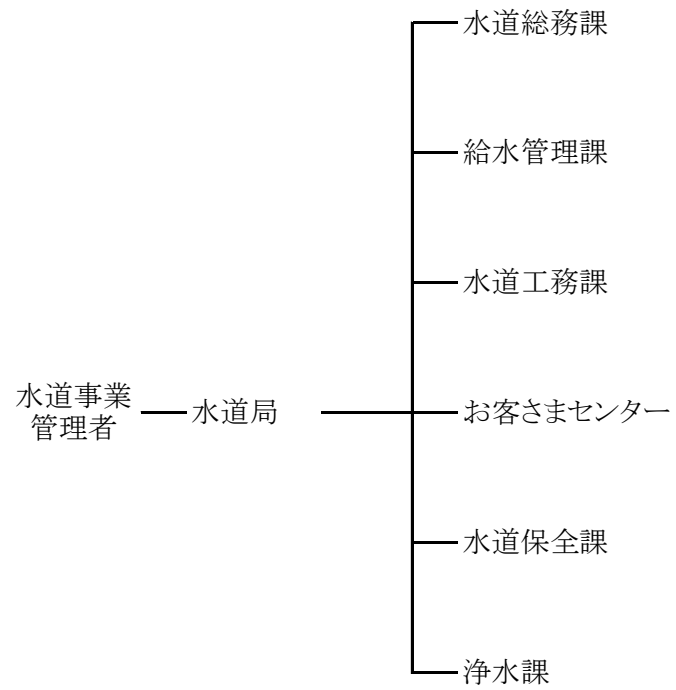 水道総務課
給水管理課
水道工務課
水道事業
管理者
水道局
お客さまセンター
水道保全課
浄水課